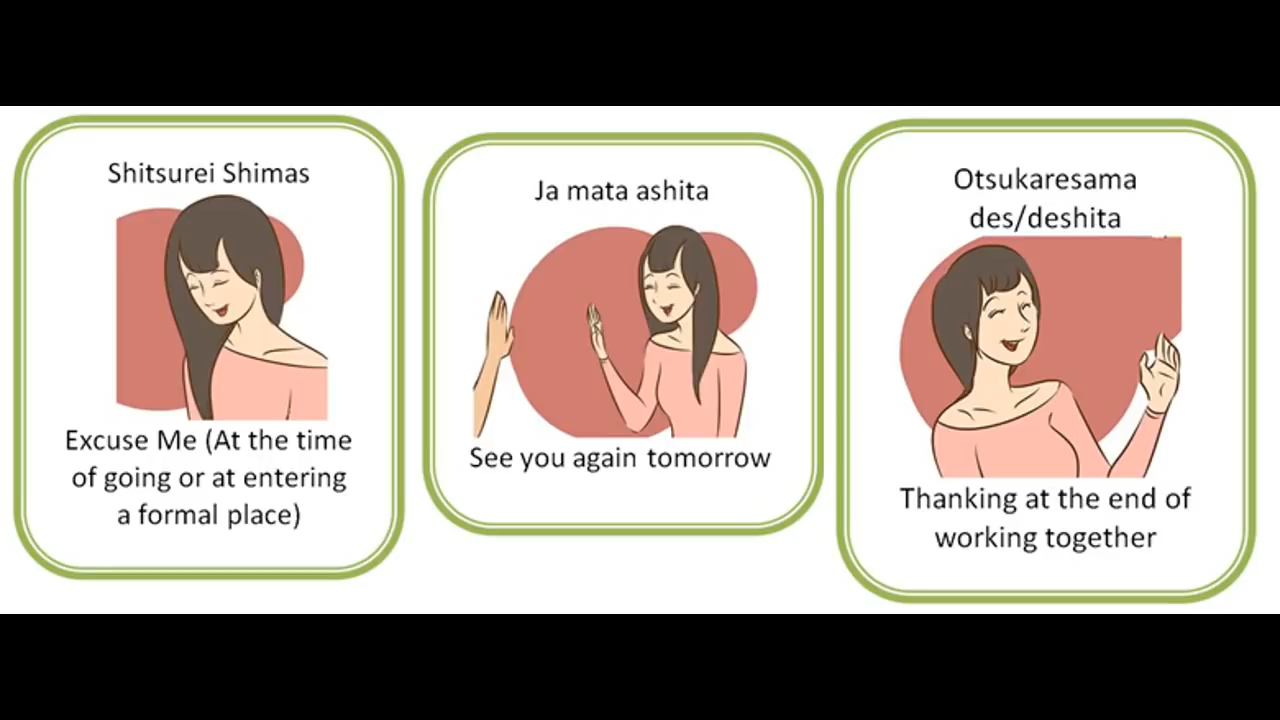 Shitsurei Shimas
Excuse Me (At the time
of going or at entering
a formal place)
Ja mata ashita
See you again tomorrow
Otsukaresama
des/deshita
Thanking at the end of
working together